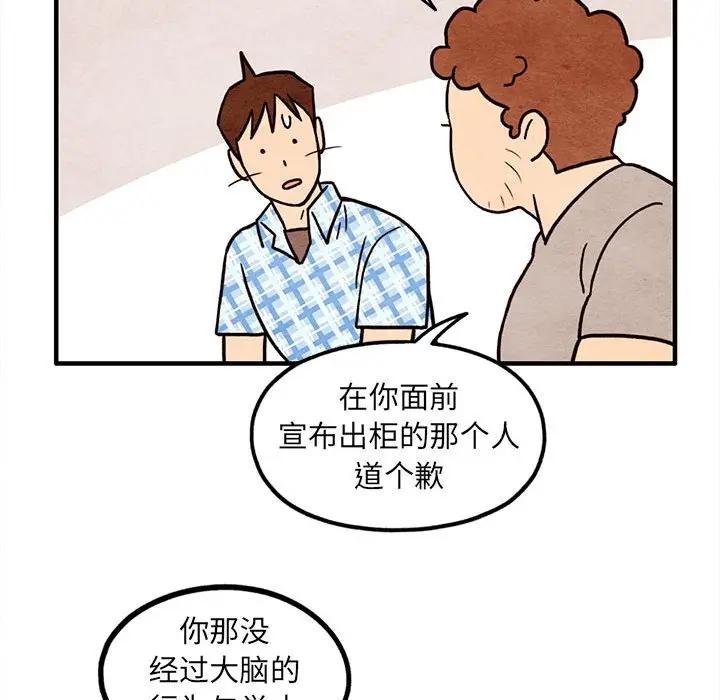 在你面前
宣布出柜的那个人
道个歉
你那没
经过大脑的